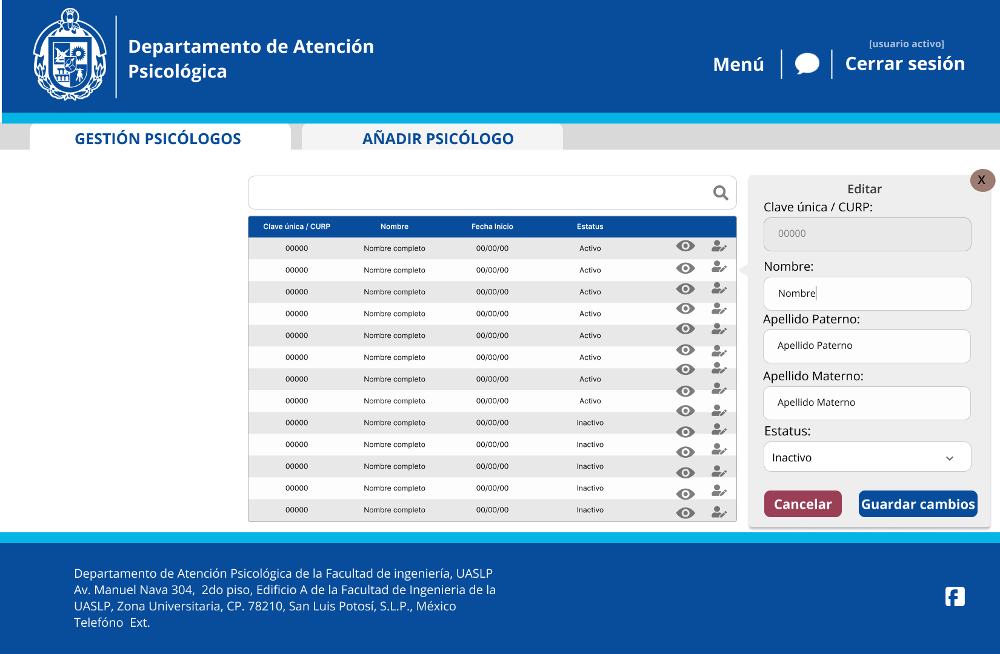 Departamento de Atención
Psicológica
Menú
[usuario activo]
Cerrar sesión
GESTIÓN PSICÓLOGOS
AÑADIR PSICÓLOGO
Clave única / CURP Nombre Fecha Inicio Estatus
00000 Nombre completo 00/00/00 Activo
00000 Nombre completo 00/00/00 Activo
00000 Nombre completo 00/00/00 Activo
00000 Nombre completo 00/00/00 Activo
00000 Nombre completo 00/00/00 Activo
00000 Nombre completo 00/00/00 Activo
00000 Nombre completo 00/00/00 Activo
00000 Nombre completo 00/00/00 Activo
00000 Nombre completo 00/00/00 Inactivo
00000 Nombre completo 00/00/00 Inactivo
00000 Nombre completo 00/00/00 Inactivo
00000 Nombre completo 00/00/00 Inactivo
00000 Nombre completo 00/00/00 Inactivo
X
Editar
Clave única / CURP:
00000
Nombre:
Nombre
Apellido Paterno:
Apellido Paterno
Apellido Materno:
Apellido Materno
Estatus:
Inactivo
Cancelar
Guardar cambios
Departamento de Atención Psicológica de la Facultad de ingeniería, UASLP
Av. Manuel Nava 304, 2do piso, Edificio A de la Facultad de Ingenieria de la
UASLP, Zona Universitaria, CP. 78210, San Luis Potosí, S.L.P., México
Telefóno Ext.